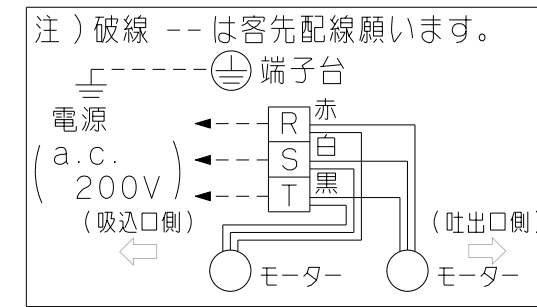 注）破線 -- は客先配線願います。
端子台
電源
(a.c. 200V)
R 赤
S 白
T 黒
(吸込口側)
(吐出口側)
モーター
モーター